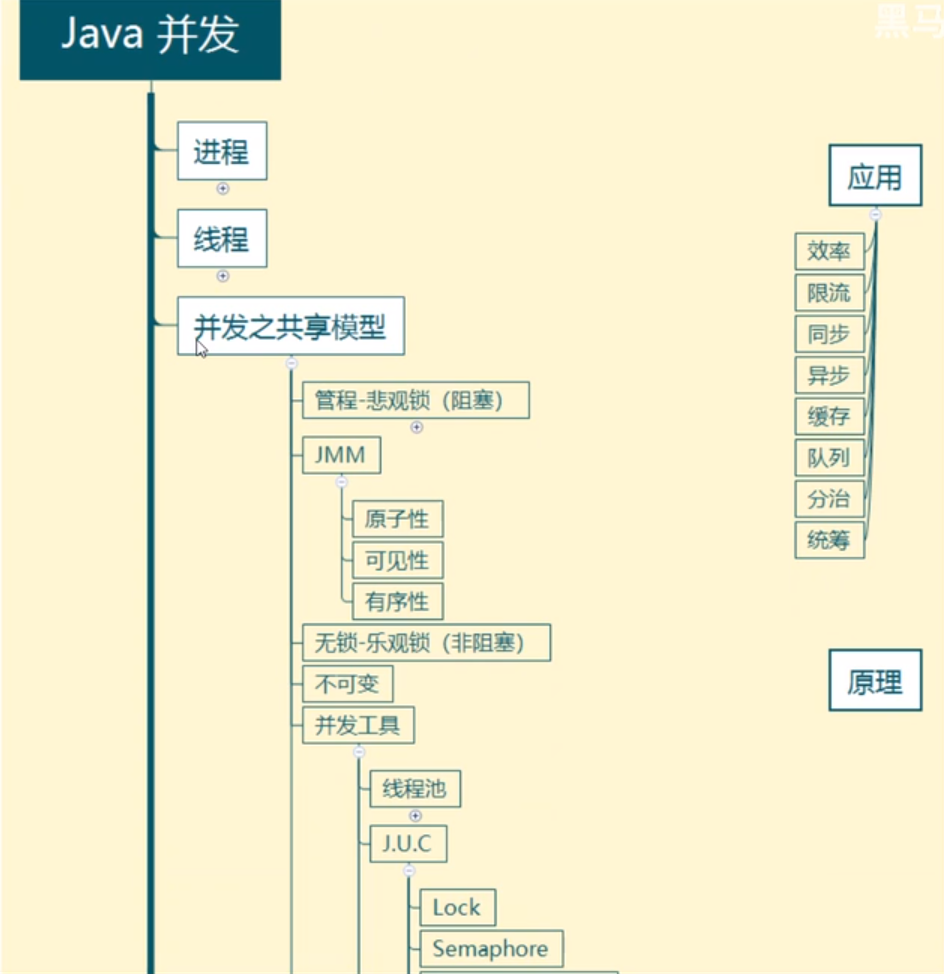 Java 并发
黑马
进程
线程
并发之共享模型
管程-悲观锁（阻塞）
JMM
原子性
可见性
有序性
无锁-乐观锁（非阻塞）
不可变
并发工具
线程池
J.U.C
Lock
Semaphore
应用
效率
限流
同步
异步
缓存
队列
分治
统筹
原理